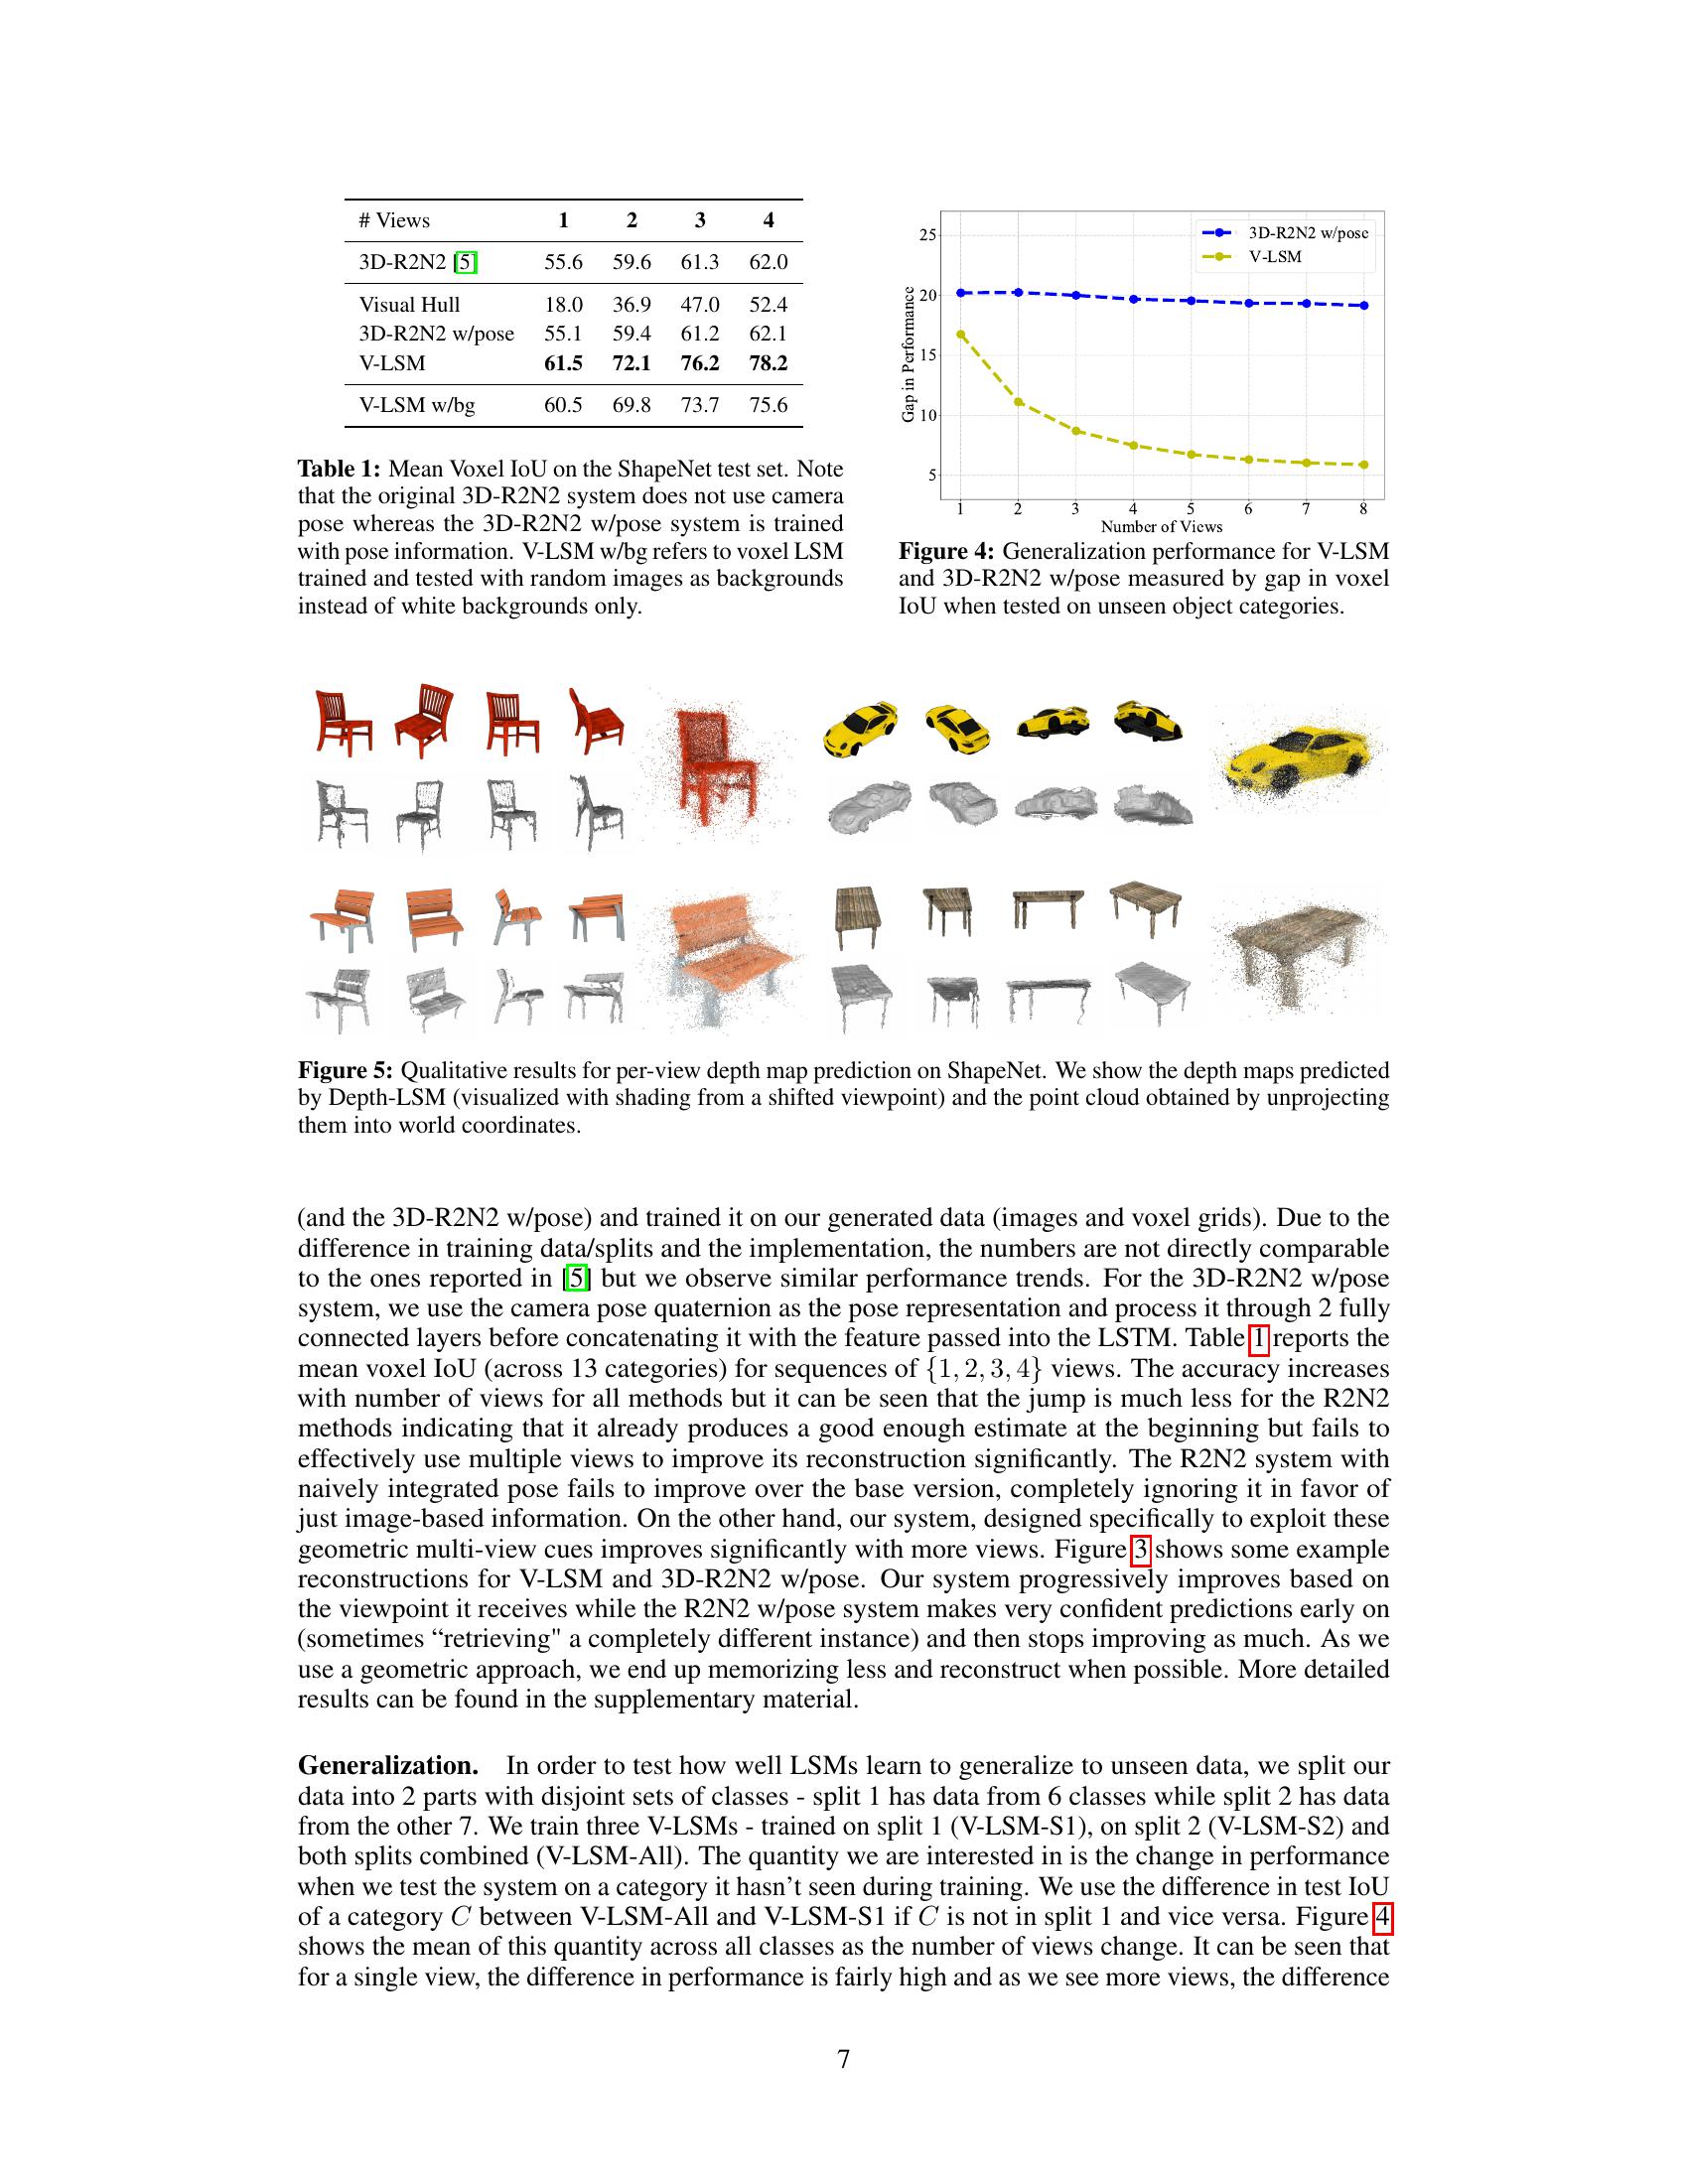 # Views 1 2 3 4
3D-R2N2 [5] 55.6 59.6 61.3 62.0
Visual Hull 18.0 36.9 47.0 52.4
3D-R2N2 w/pose 55.1 59.4 61.2 62.1
V-LSM 61.5 72.1 76.2 78.2
V-LSM w/bg 60.5 69.8 73.7 75.6
Table 1: Mean Voxel IoU on the ShapeNet test set. Note
that the original 3D-R2N2 system does not use camera
pose whereas the 3D-R2N2 w/pose system is trained
with pose information. V-LSM w/bg refers to voxel LSM
trained and tested with random images as backgrounds
instead of white backgrounds only.
3D-R2N2 w/pose
V-LSM
Gap in Performance
25
20
15
10
5
1 2 3 4 5 6 7 8
Number of Views
Figure 4: Generalization performance for V-LSM
and 3D-R2N2 w/pose measured by gap in voxel
IoU when tested on unseen object categories.
Figure 5: Qualitative results for per-view depth map prediction on ShapeNet. We show the depth maps predicted
by Depth-LSM (visualized with shading from a shifted viewpoint) and the point cloud obtained by unprojecting
them into world coordinates.
(and the 3D-R2N2 w/pose) and trained it on our generated data (images and voxel grids). Due to the
difference in training data/splits and the implementation, the numbers are not directly comparable
to the ones reported in [5] but we observe similar performance trends. For the 3D-R2N2 w/pose
system, we use the camera pose quaternion as the pose representation and process it through 2 fully
connected layers before concatenating it with the feature passed into the LSTM. Table 1 reports the
mean voxel IoU (across 13 categories) for sequences of {1, 2, 3, 4} views. The accuracy increases
with number of views for all methods but it can be seen that the jump is much less for the R2N2
methods indicating that it already produces a good enough estimate at the beginning but fails to
effectively use multiple views to improve its reconstruction significantly. The R2N2 system with
naively integrated pose fails to improve over the base version, completely ignoring it in favor of
just image-based information. On the other hand, our system, designed specifically to exploit these
geometric multi-view cues improves significantly with more views. Figure 3 shows some example
reconstructions for V-LSM and 3D-R2N2 w/pose. Our system progressively improves based on
the viewpoint it receives while the R2N2 w/pose system makes very confident predictions early on
(sometimes “retrieving" a completely different instance) and then stops improving as much. As we
use a geometric approach, we end up memorizing less and reconstruct when possible. More detailed
results can be found in the supplementary material.
Generalization. In order to test how well LSMs learn to generalize to unseen data, we split our
data into 2 parts with disjoint sets of classes - split 1 has data from 6 classes while split 2 has data
from the other 7. We train three V-LSMs - trained on split 1 (V-LSM-S1), on split 2 (V-LSM-S2) and
both splits combined (V-LSM-All). The quantity we are interested in is the change in performance
when we test the system on a category it hasn't seen during training. We use the difference in test IoU
of a category C between V-LSM-All and V-LSM-S1 if C is not in split 1 and vice versa. Figure 4
shows the mean of this quantity across all classes as the number of views change. It can be seen that
for a single view, the difference in performance is fairly high and as we see more views, the difference
7